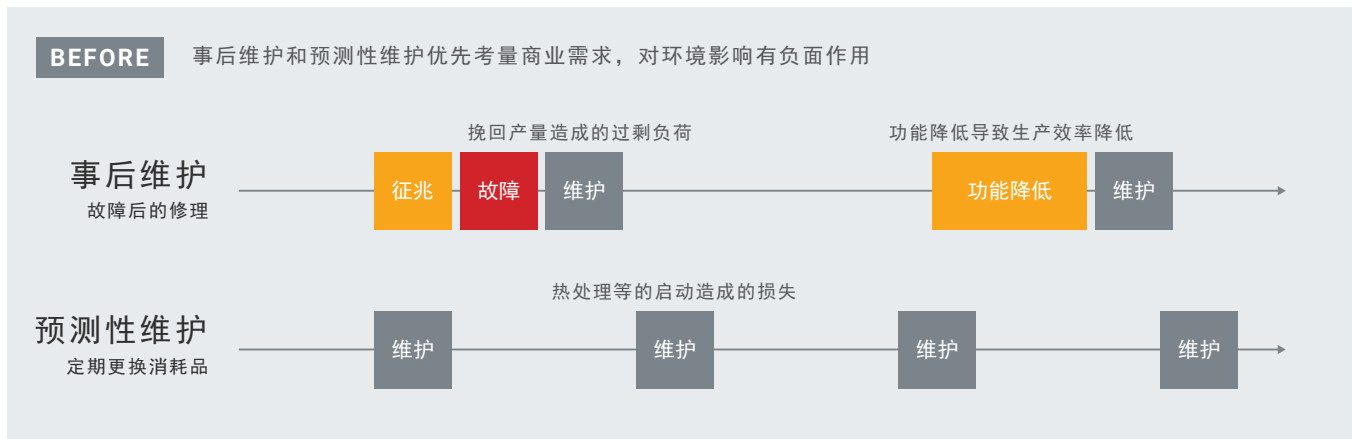 BEFORE 事后维护和预测性维护优先考量商业需求，对环境影响有负面作用
挽回产量造成的过剩负荷 功能降低导致生产效率降低
事后维护 征兆 故障 维护 功能降低 维护
故障后的修理
热处理等的启动造成的损失
预测性维护 维护 维护 维护 维护
定期更换消耗品